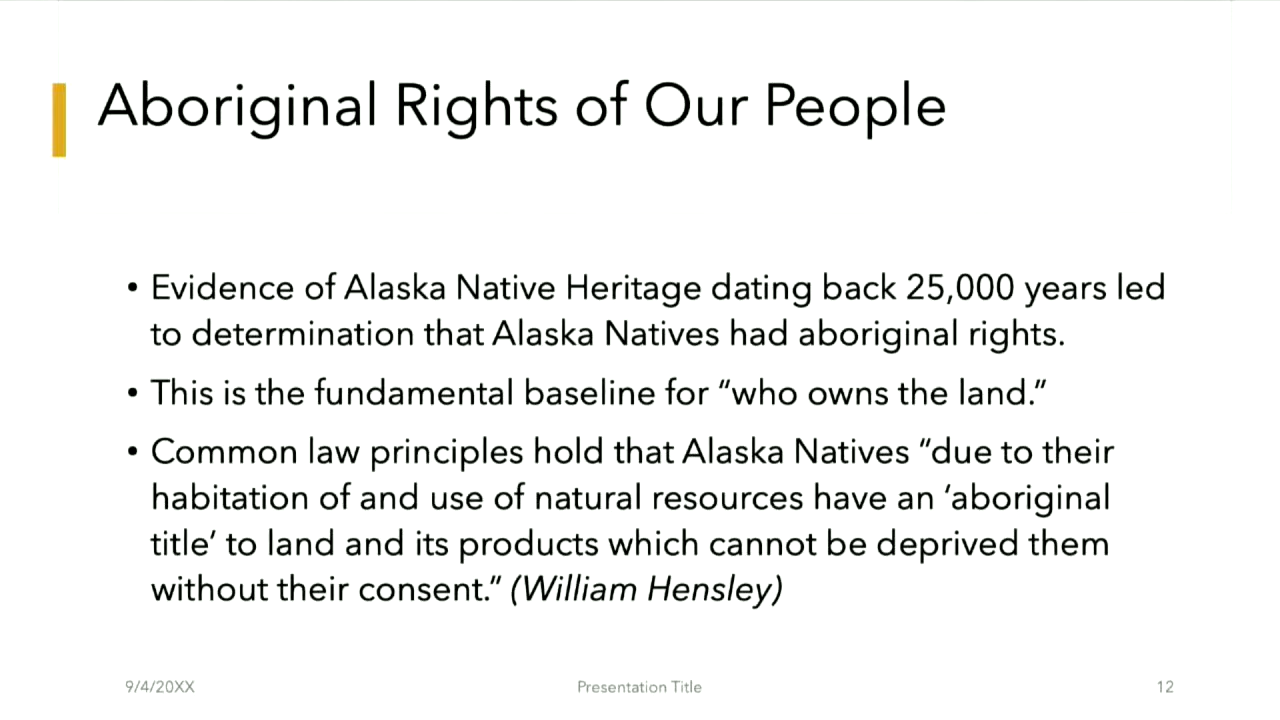 Aboriginal Rights of Our People
• Evidence of Alaska Native Heritage dating back 25,000 years led
to determination that Alaska Natives had aboriginal rights.
• This is the fundamental baseline for “who owns the land.”
• Common law principles hold that Alaska Natives “due to their
habitation of and use of natural resources have an ‘aboriginal
title’ to land and its products which cannot be deprived them
without their consent.” (William Hensley)
9/4/20XX
Presentation Title
12